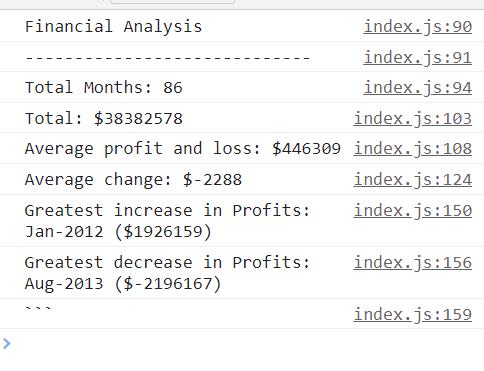 Financial Analysis index.js:90
---------------------------- index.js:91
Total Months: 86 index.js:94
Total: $38382578 index.js:103
Average profit and loss: $446309 index.js:108
Average change: $-2288 index.js:124
Greatest increase in Profits: index.js:150
Jan-2012 ($1926159)
Greatest decrease in Profits: index.js:156
Aug-2013 ($-2196167)
``` index.js:159